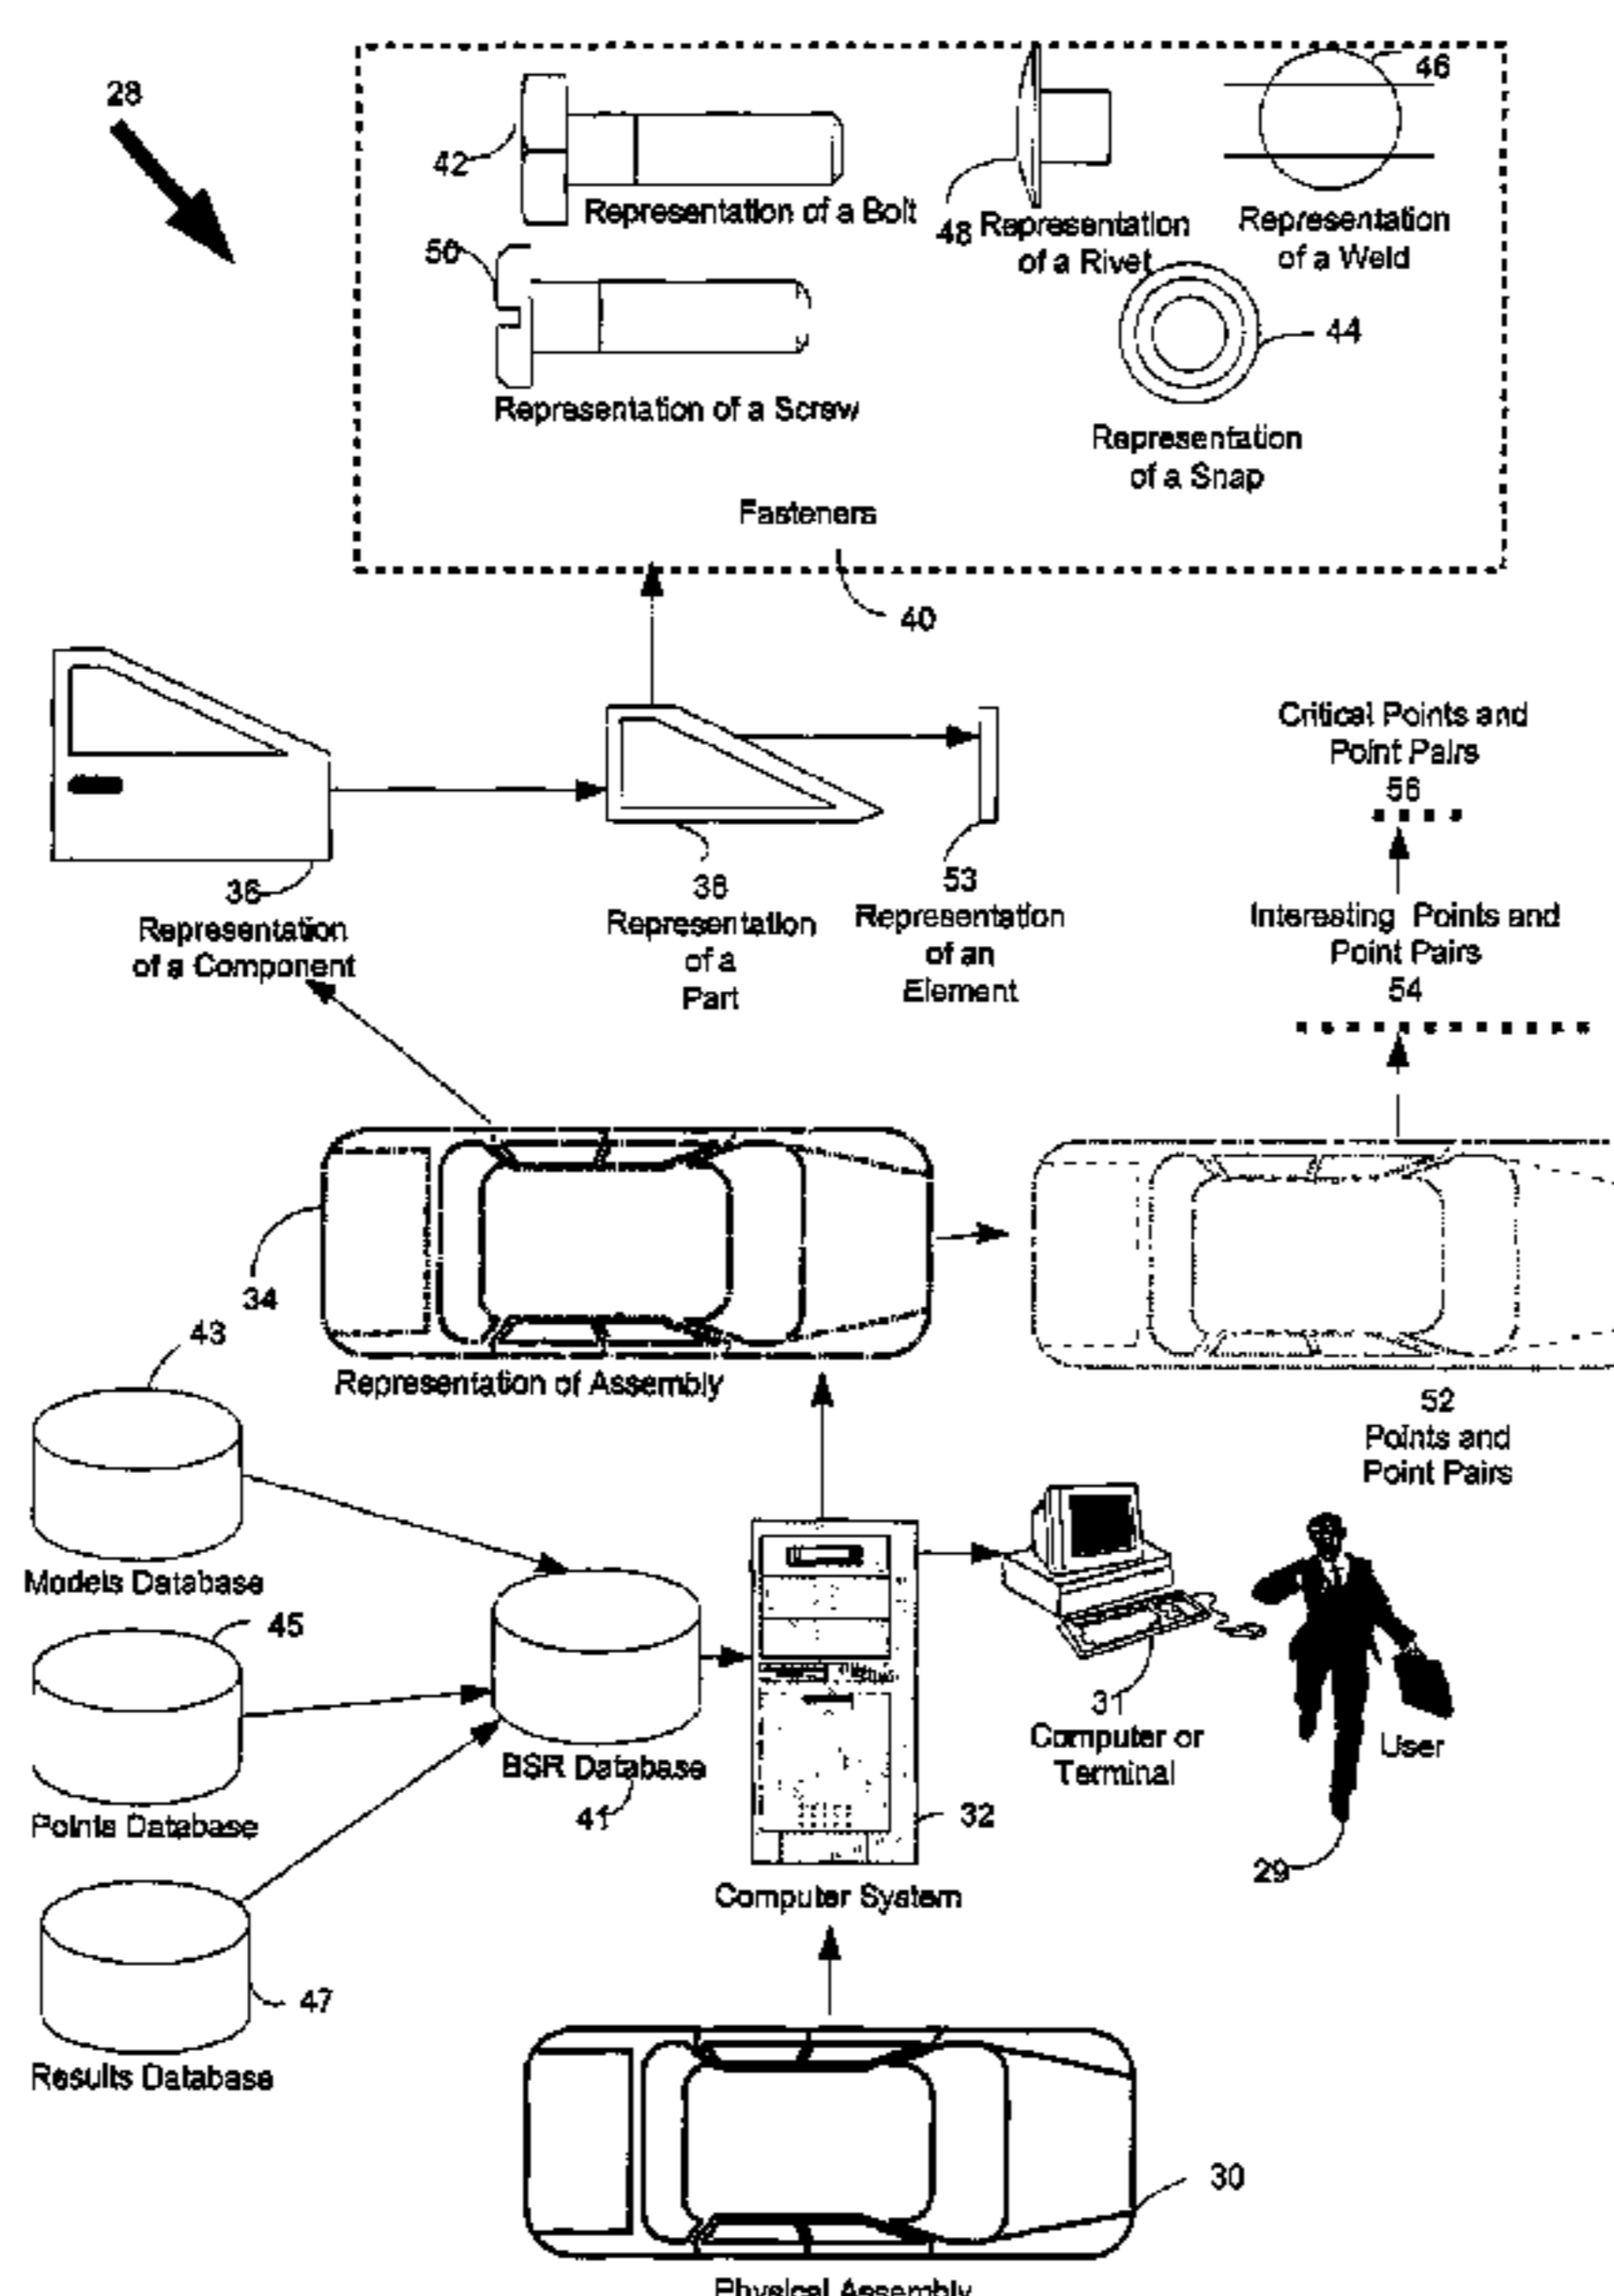 28
46
42
Representation of a Bolt
48
Representation
of a Rivet
Representation
of a Weld
50
44
Representation of a Screw
Representation
of a Snap
Fasteners
40
Critical Points and
Point Pairs
56
36
Representation
of a Component
38
Representation
of a
Part
53
Representation
of an
Element
Interesting Points and
Point Pairs
54
34
43
Representation of Assembly
52
Points and
Point Pairs
Models Database
45
31
Computer or
Terminal
User
BSR Database
41
Points Database
32
29
Computer System
47
Results Database
30
Physical Assembly